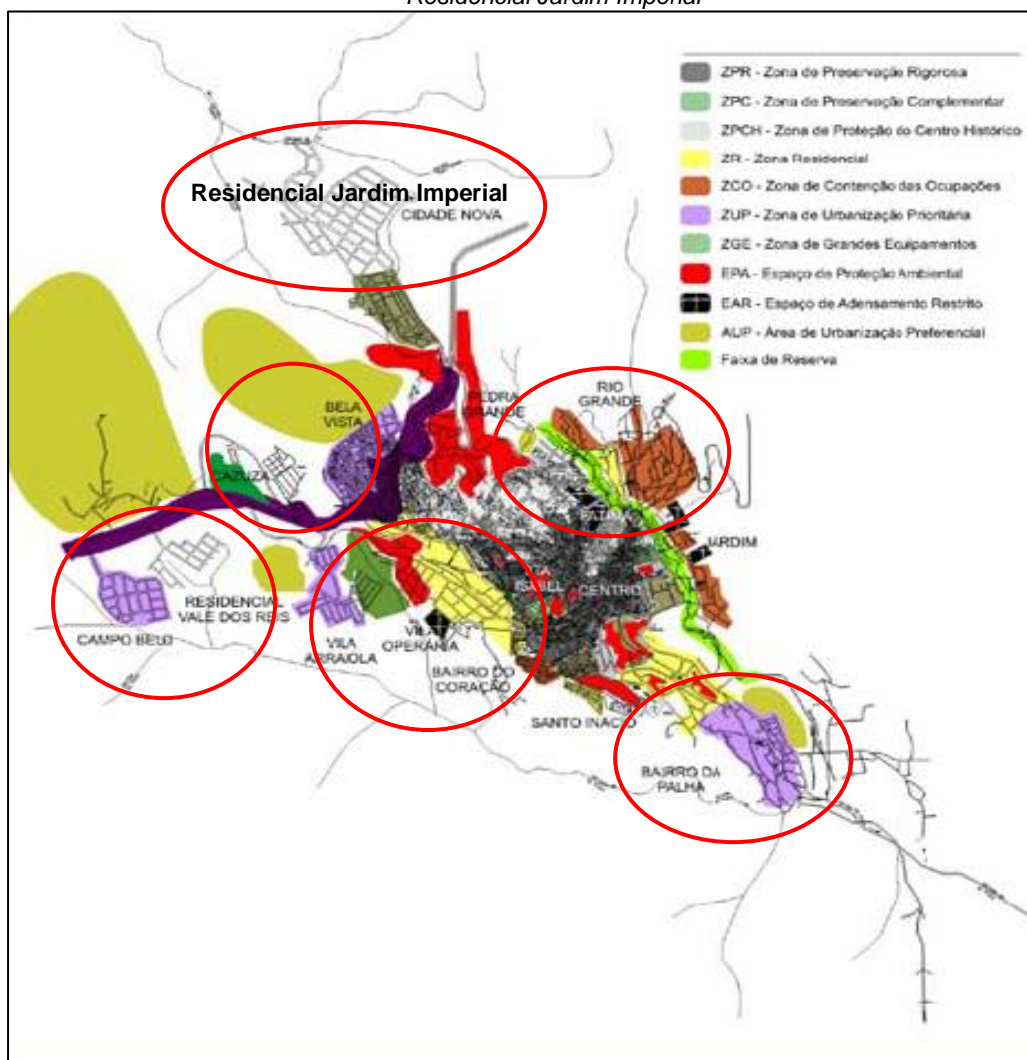 Residencial Jardim Imperial
ZPR - Zona de Preservação Rigorosa
ZPC - Zona de Preservação Complementar
ZPCH - Zona de Proteção do Centro Histórico
ZR - Zona Residencial
ZCO - Zona de Contenção das Ocupações
ZUP - Zona de Urbanização Prioritária
ZGE - Zona de Grandes Equipamentos
EPA - Espaço de Proteção Ambiental
EAR - Espaço de Adensamento Restrito
AUP - Área de Urbanização Preferencial
Faixa de Reserva
Residencial Jardim Imperial
CIDADE NOVA
RIO
GRANDE
PEDRA
GRANDE
BELA
VISTA
CAZUZA
JARDIM
CENTRO
RESIDENCIAL
VALE DOS REIS
CAMPO BELO
VILA
ARRAIOLA
VILA
OPERÁRIA
BAIRRO DO
CORAÇÃO
SANTO INÁCIO
BAIRRO DA
PALHA